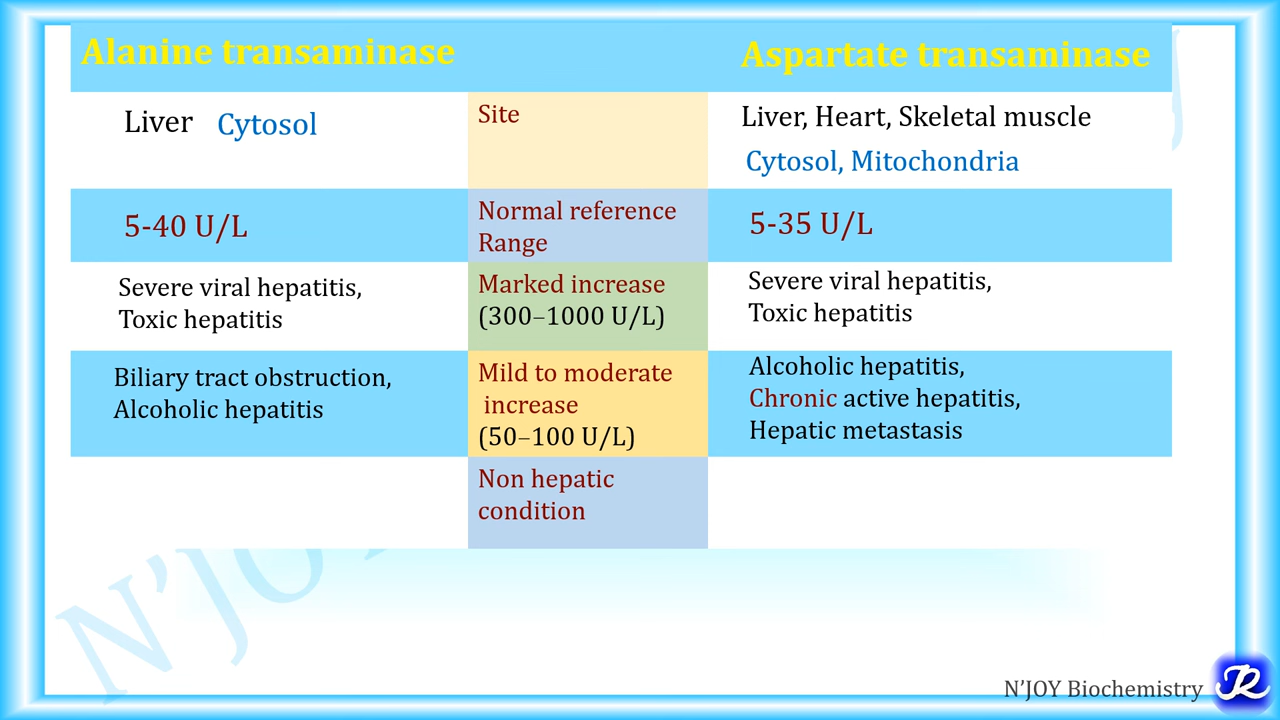 Alanine transaminase
Aspartate transaminase
Liver Cytosol
Site
Liver, Heart, Skeletal muscle
Cytosol, Mitochondria
5-40 U/L
Normal reference
Range
5-35 U/L
Severe viral hepatitis,
Toxic hepatitis
Marked increase
(300–1000 U/L)
Severe viral hepatitis,
Toxic hepatitis
Biliary tract obstruction,
Alcoholic hepatitis
Mild to moderate
increase
(50–100 U/L)
Alcoholic hepatitis,
Chronic active hepatitis,
Hepatic metastasis
Non hepatic
condition
N'JOY Biochemistry